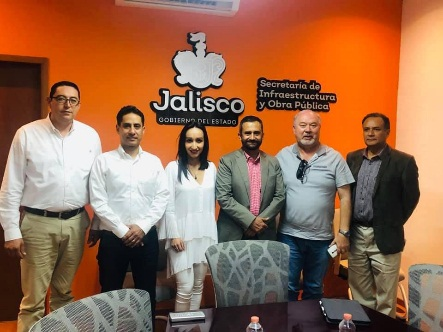 Jalisco
GOBIERNO DEL ESTADO
Secretaría de
Infraestructura
y Obra Pública